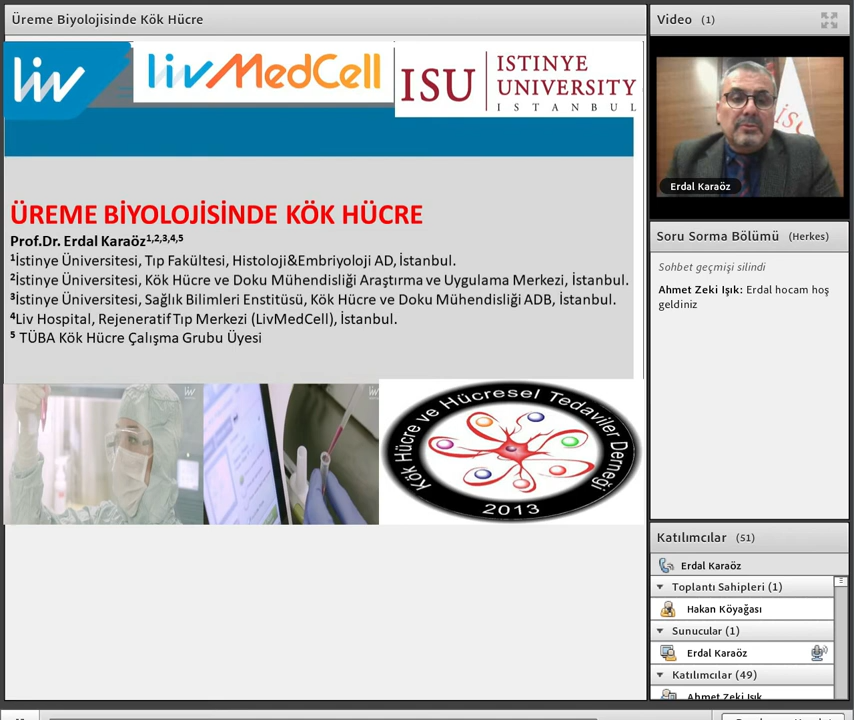 Üreme Biyolojisinde Kök Hücre
liv
livMedCell
ISU
ISTINYE
UNIVERSITY
ISTANBUL
ÜREME BİYOLOJİSİNDE KÖK HÜCRE
Prof.Dr. Erdal Karaöz1,2,3,4,5
1İstinye Üniversitesi, Tıp Fakültesi, Histoloji&Embriyoloji AD, İstanbul.
2İstinye Üniversitesi, Kök Hücre ve Doku Mühendisliği Araştırma ve Uygulama Merkezi, İstanbul.
3İstinye Üniversitesi, Sağlık Bilimleri Enstitüsü, Kök Hücre ve Doku Mühendisliği ADB, İstanbul.
4Liv Hospital, Rejeneratif Tıp Merkezi (LivMedCell), İstanbul.
5 TÜBA Kök Hücre Çalışma Grubu Üyesi
Kök Hücre ve Hücresel Tedaviler Derneği
2013
Video (1)
Erdal Karaöz
Soru Sorma Bölümü (Herkes)
Sohbet geçmişi silindi
Ahmet Zeki Işık: Erdal hocam hoş
geldiniz
Katılımcılar (51)
Erdal Karaöz
Toplantı Sahipleri (1)
Hakan Köyağası
Sunucular (1)
Erdal Karaöz
Katılımcılar (49)
Ahmet Zeki Işık